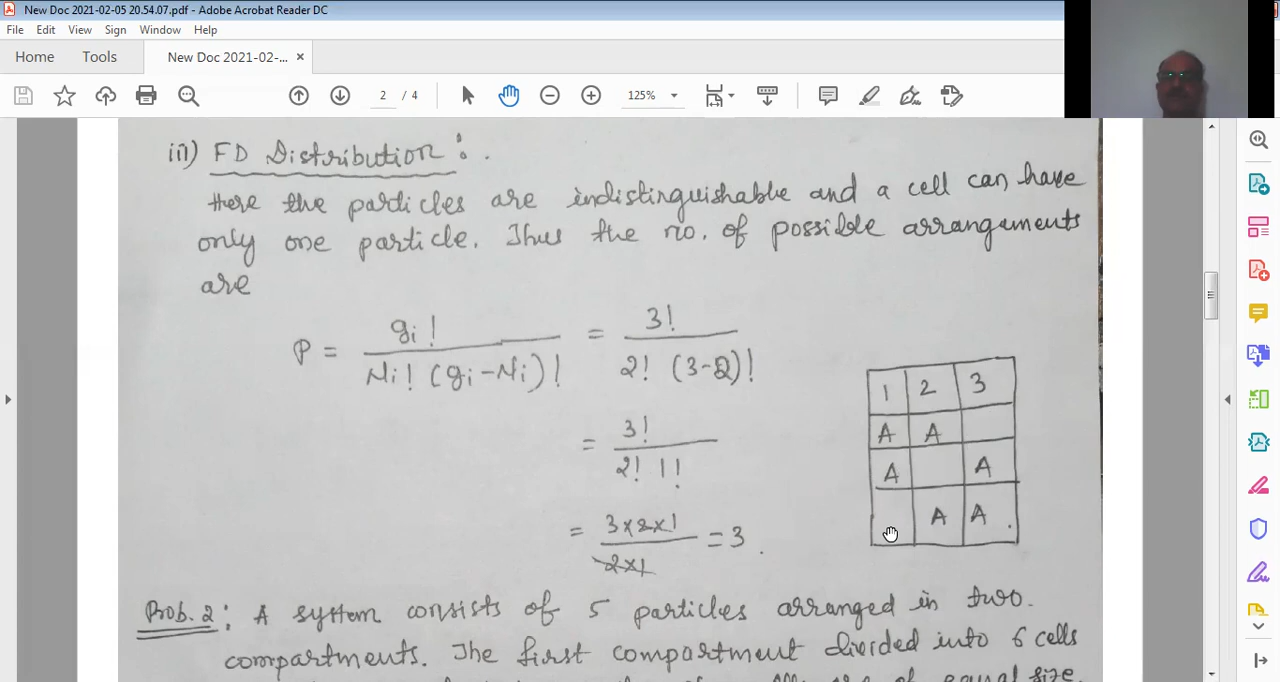 New Doc 2021-02-05 20.54.07.pdf - Adobe Acrobat Reader DC
File Edit View Sign Window Help
Home Tools New Doc 2021-02-... ×
2 / 4 125%
iii) FD Distribution :.
Here the particles are indistinguishable and a cell can have
only one particle. Thus the no. of possible arrangements
are
P = gi! / Ni! (gi-Ni)! = 3! / 2! (3-2)!
= 3! / 2! 1!
= 3×2×1 / 2×1 = 3.
1 2 3
A A
A A
A A .
Prob. 2: A system consists of 5 particles arranged in two
compartments. The first compartment divided into 6 cells
of equal size.